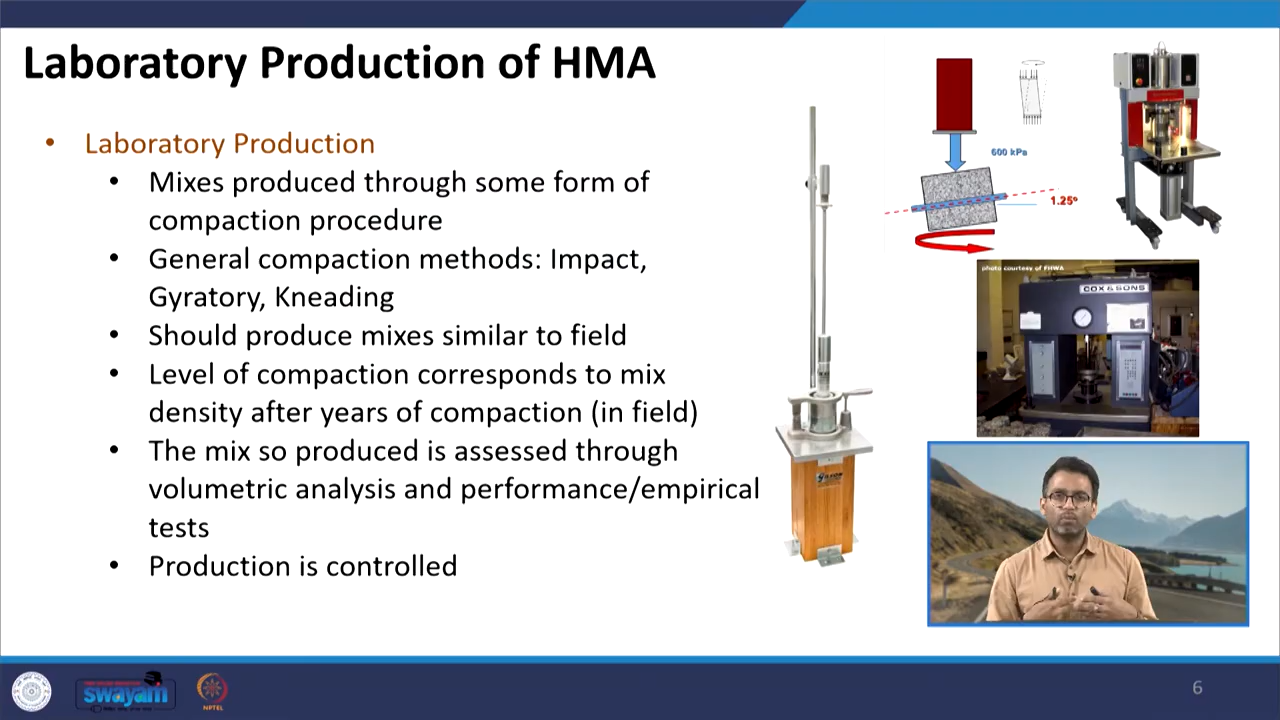 Laboratory Production of HMA
• Laboratory Production
• Mixes produced through some form of
compaction procedure
• General compaction methods: Impact,
Gyratory, Kneading
• Should produce mixes similar to field
• Level of compaction corresponds to mix
density after years of compaction (in field)
• The mix so produced is assessed through
volumetric analysis and performance/empirical
tests
• Production is controlled
600 kPa
1.25º
photo courtesy of FHWA
COX & SONS
swayam
NPTEL
6